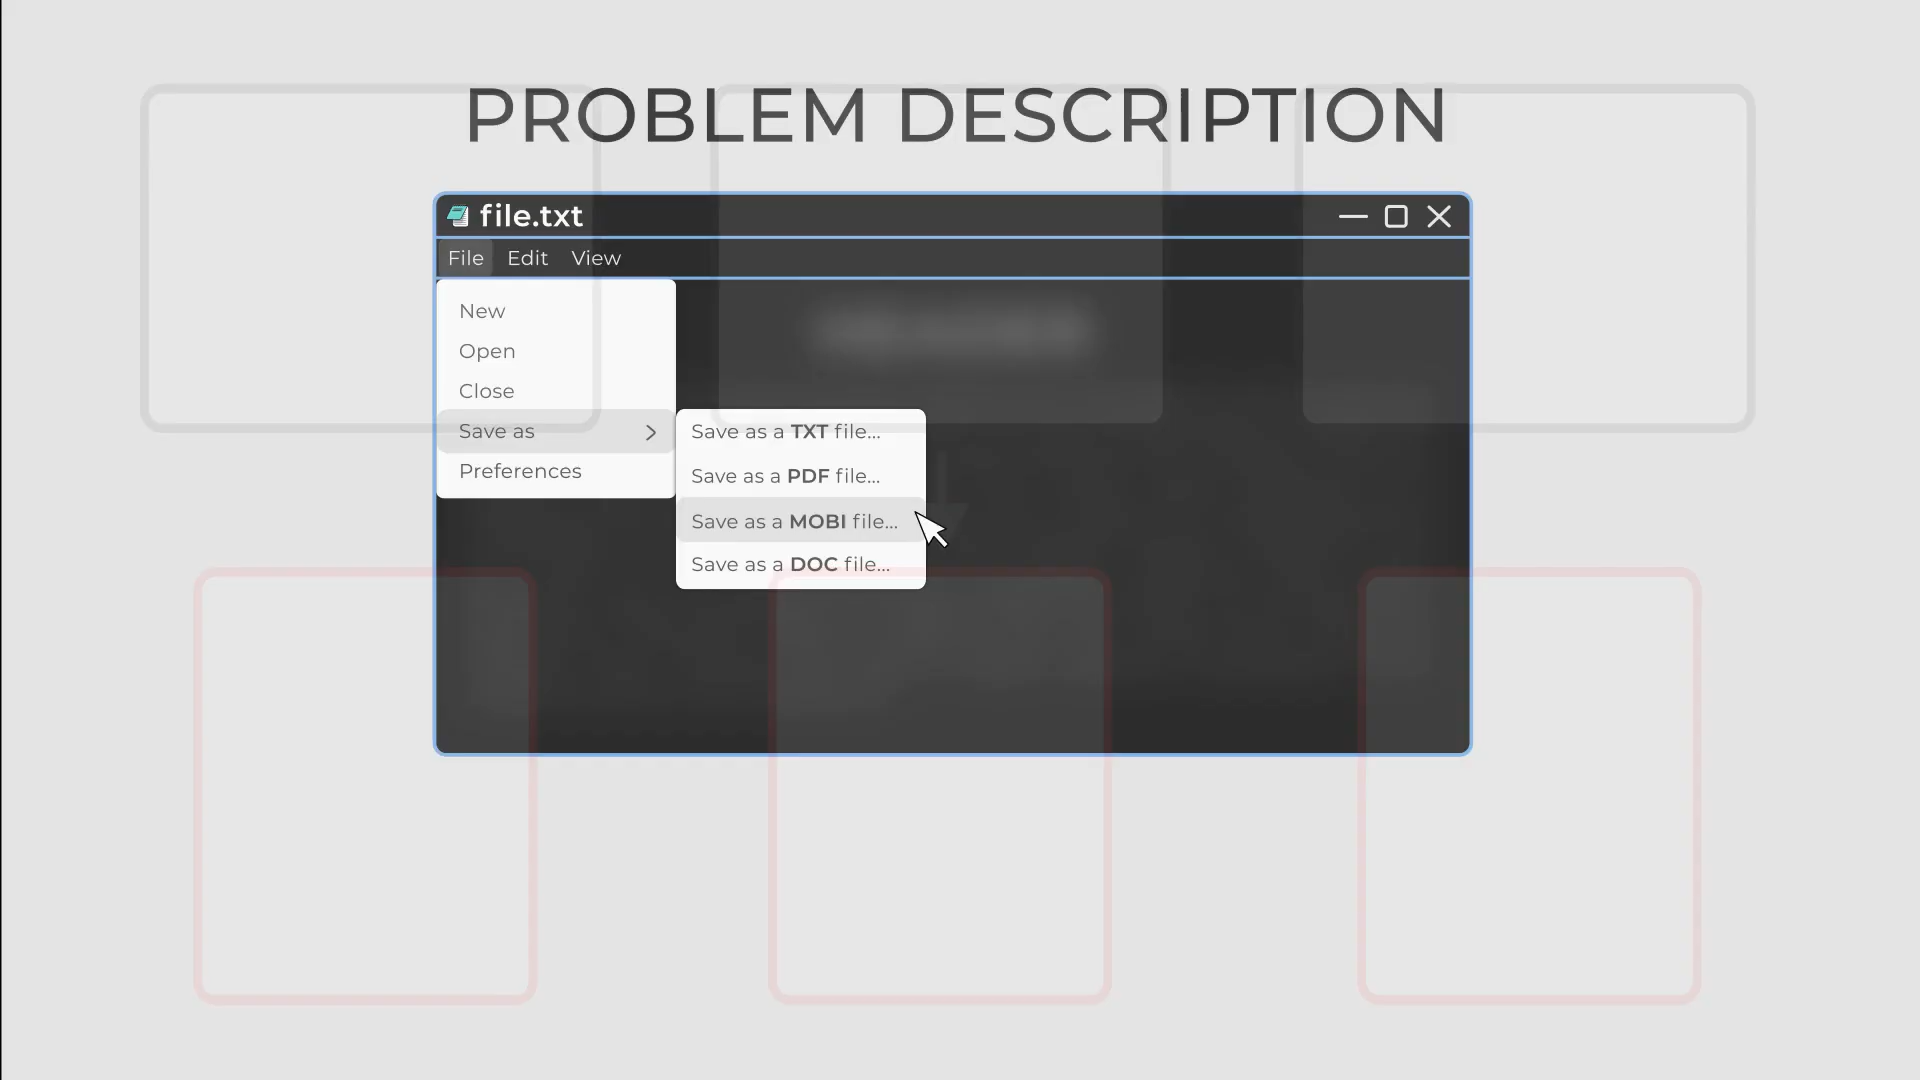 PROBLEM DESCRIPTION
file.txt
File Edit View
New
Open
Close
Save as
Preferences
Save as a TXT file...
Save as a PDF file...
Save as a MOBI file...
Save as a DOC file...